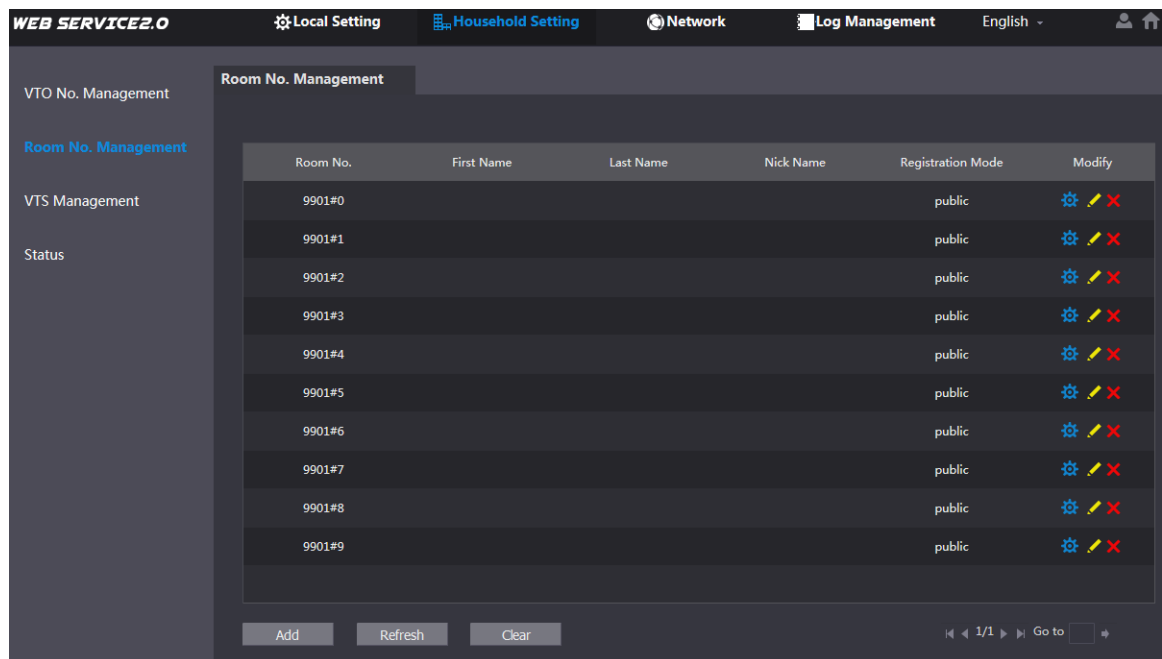 WEB SERVICE2.0 Local Setting Household Setting Network Log Management English
VTO No. Management
Room No. Management
VTS Management
Status
Room No. Management
Room No. First Name Last Name Nick Name Registration Mode Modify
9901#0 public
9901#1 public
9901#2 public
9901#3 public
9901#4 public
9901#5 public
9901#6 public
9901#7 public
9901#8 public
9901#9 public
Add Refresh Clear 1/1 Go to